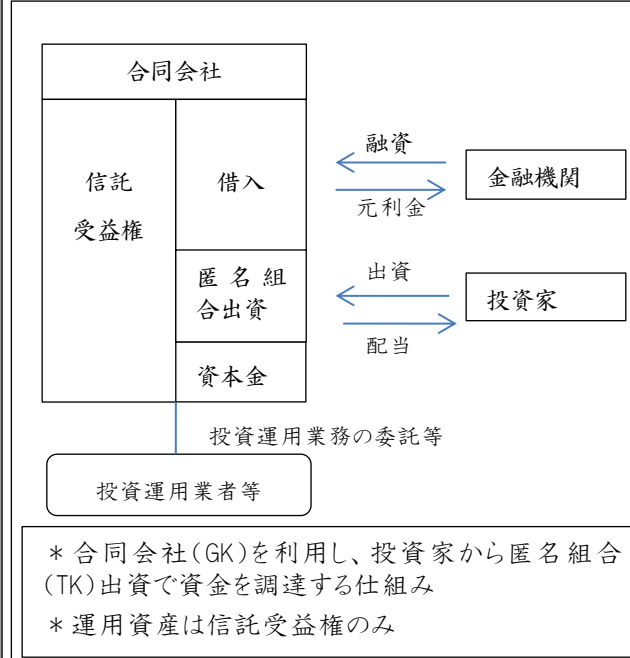 合同会社
信託
受益権
借入
融資
元利金
金融機関
匿名組
合出資
出資
配当
投資家
資本金
投資運用業務の委託等
投資運用業者等
＊合同会社(GK)を利用し、投資家から匿名組合
(TK)出資で資金を調達する仕組み
＊運用資産は信託受益権のみ